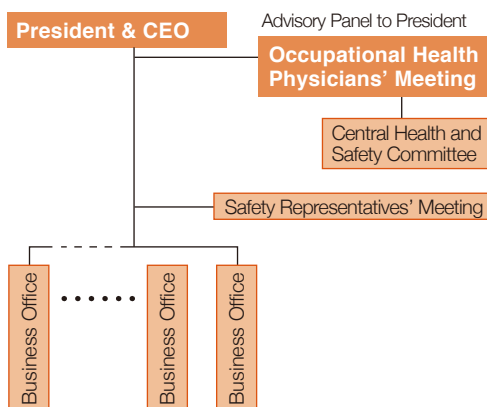 Advisory Panel to President
President & CEO
Occupational Health
Physicians’ Meeting
Central Health and
Safety Committee
Safety Representatives’ Meeting
Business Office
Business Office
Business Office